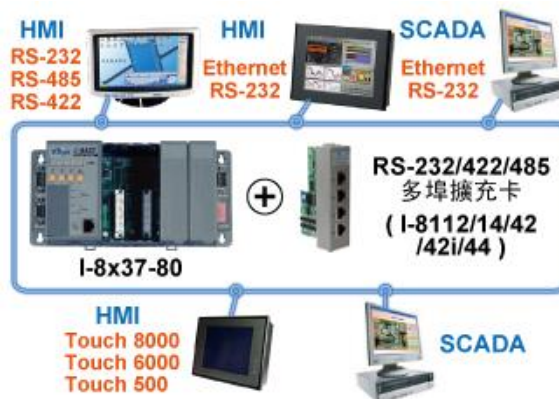 HMI
RS-232
RS-485
RS-422
HMI
Ethernet
RS-232
SCADA
Ethernet
RS-232
I-8x37-80
RS-232/422/485
多埠擴充卡
( I-8112/14/42
/42i/44 )
HMI
Touch 8000
Touch 6000
Touch 500
SCADA